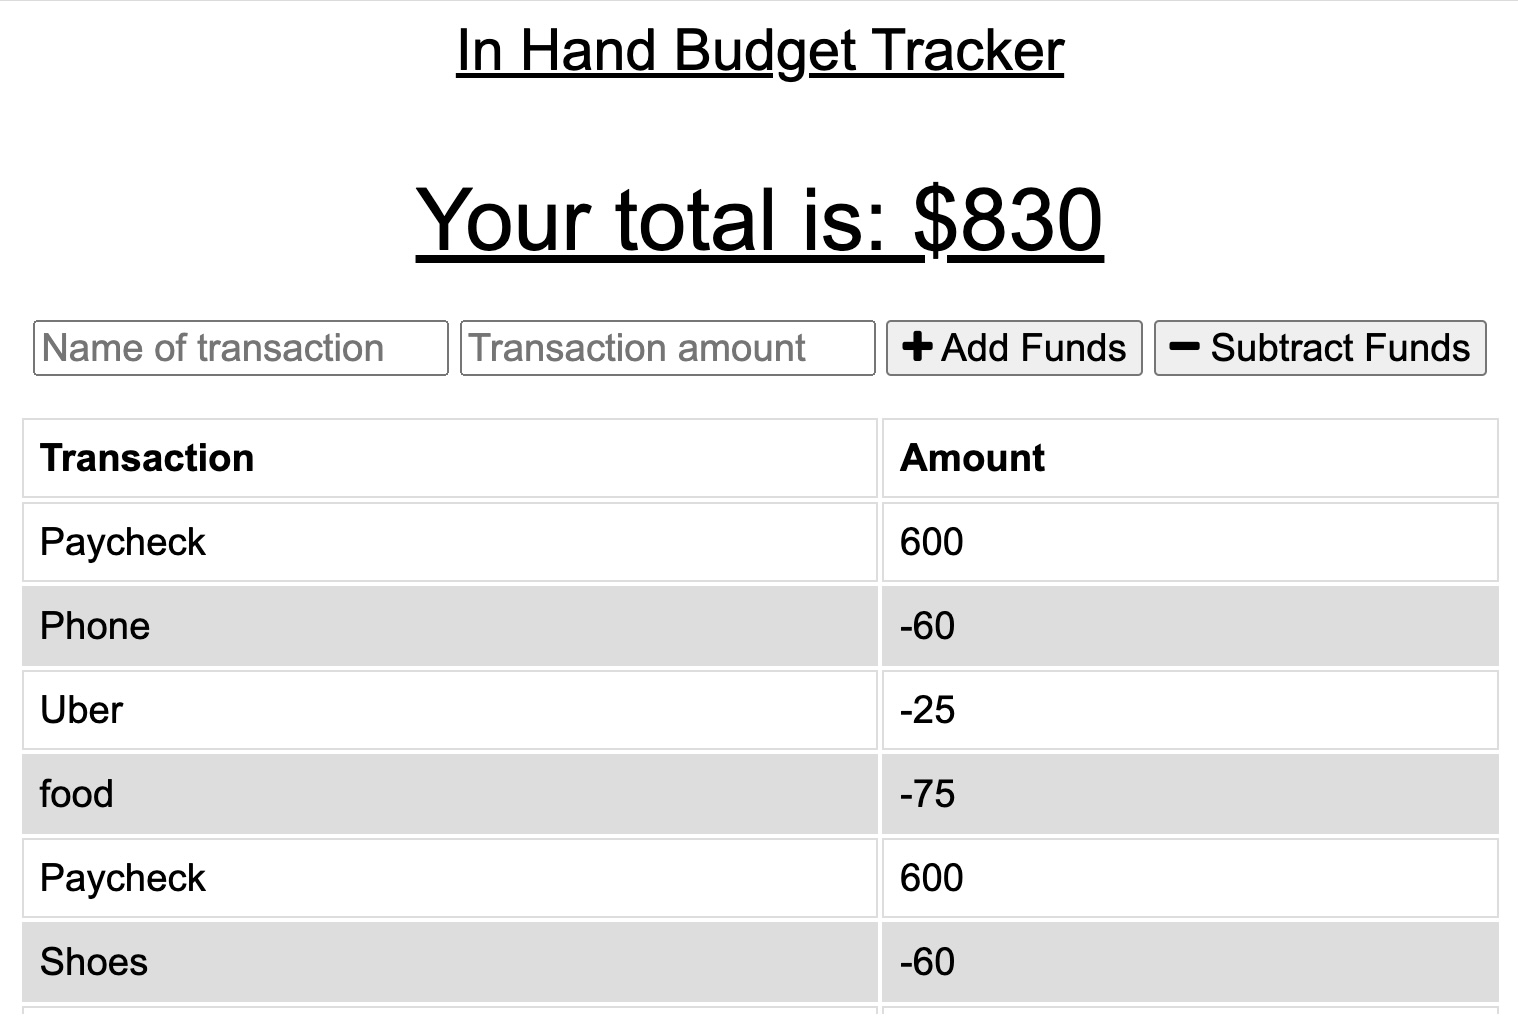 In Hand Budget Tracker
Your total is: $830
Name of transaction Transaction amount Add Funds Subtract Funds
Transaction Amount
Paycheck 600
Phone -60
Uber -25
food -75
Paycheck 600
Shoes -60